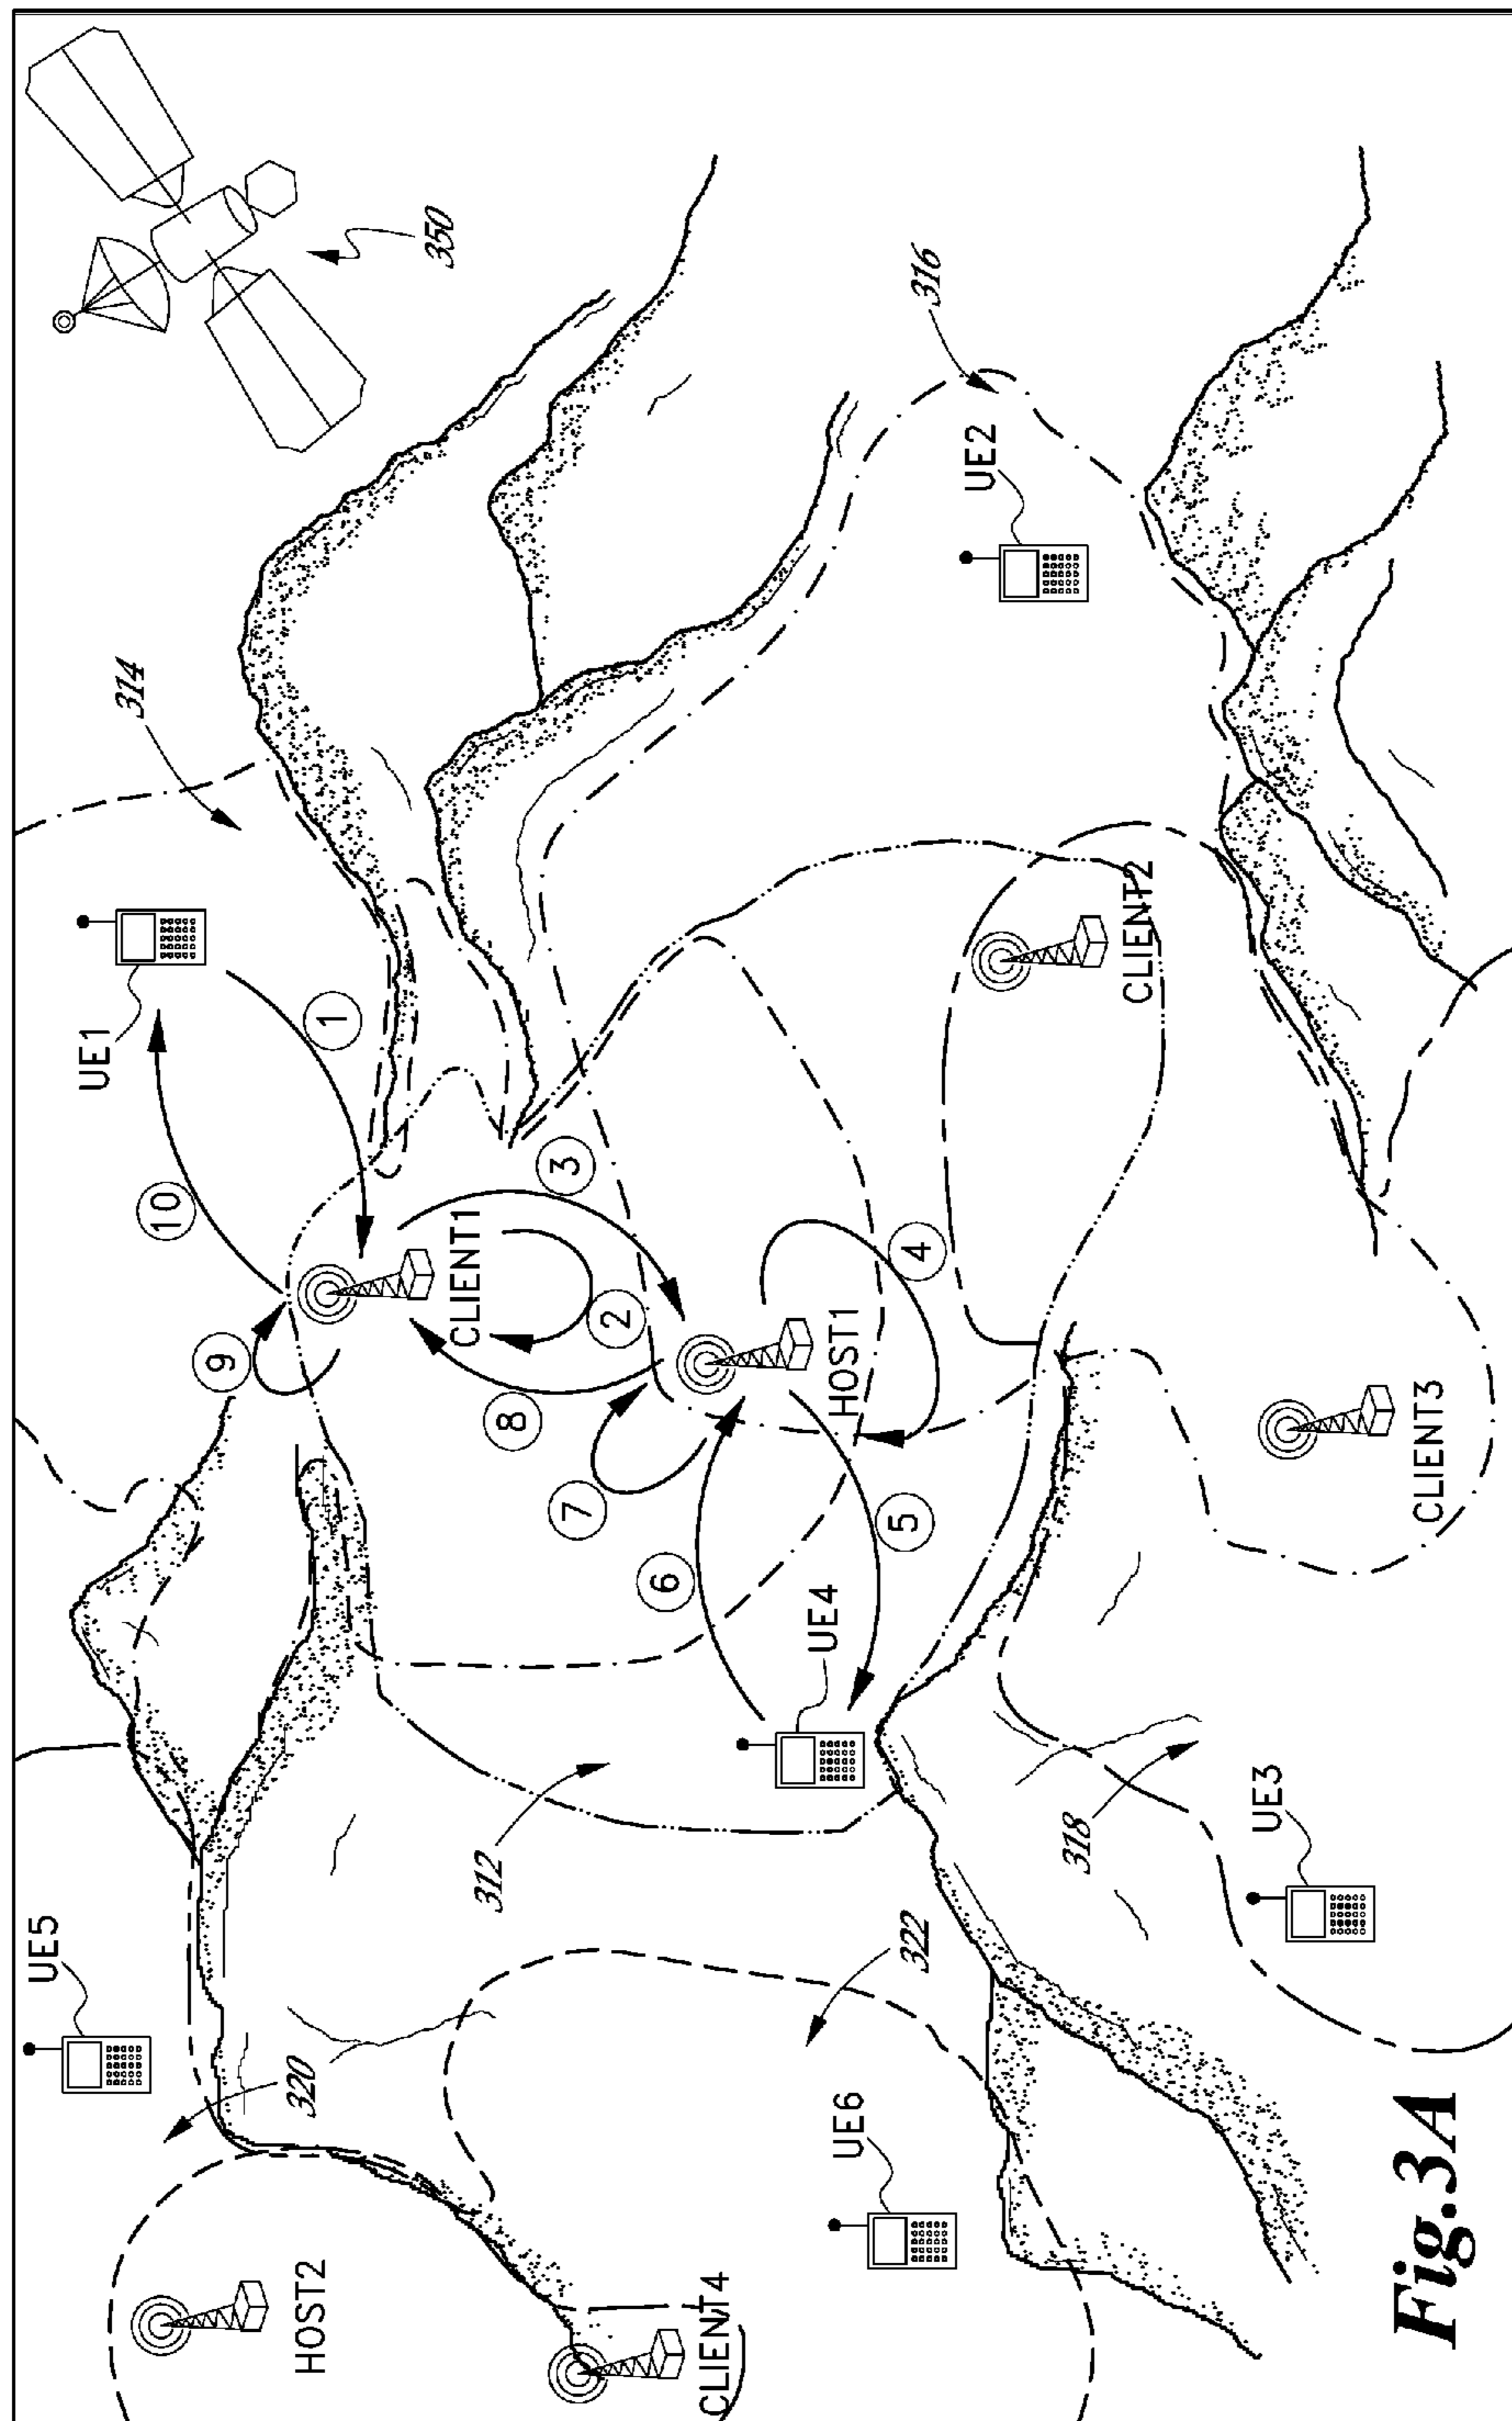 350
314
316
UE1
UE2
1
10
3
CLIENT1
2
9
8
HOST1
4
CLIENT2
7
6
5
UE4
CLIENT3
312
318
UE3
UE5
320
322
UE6
HOST2
CLIENT4
Fig.3A